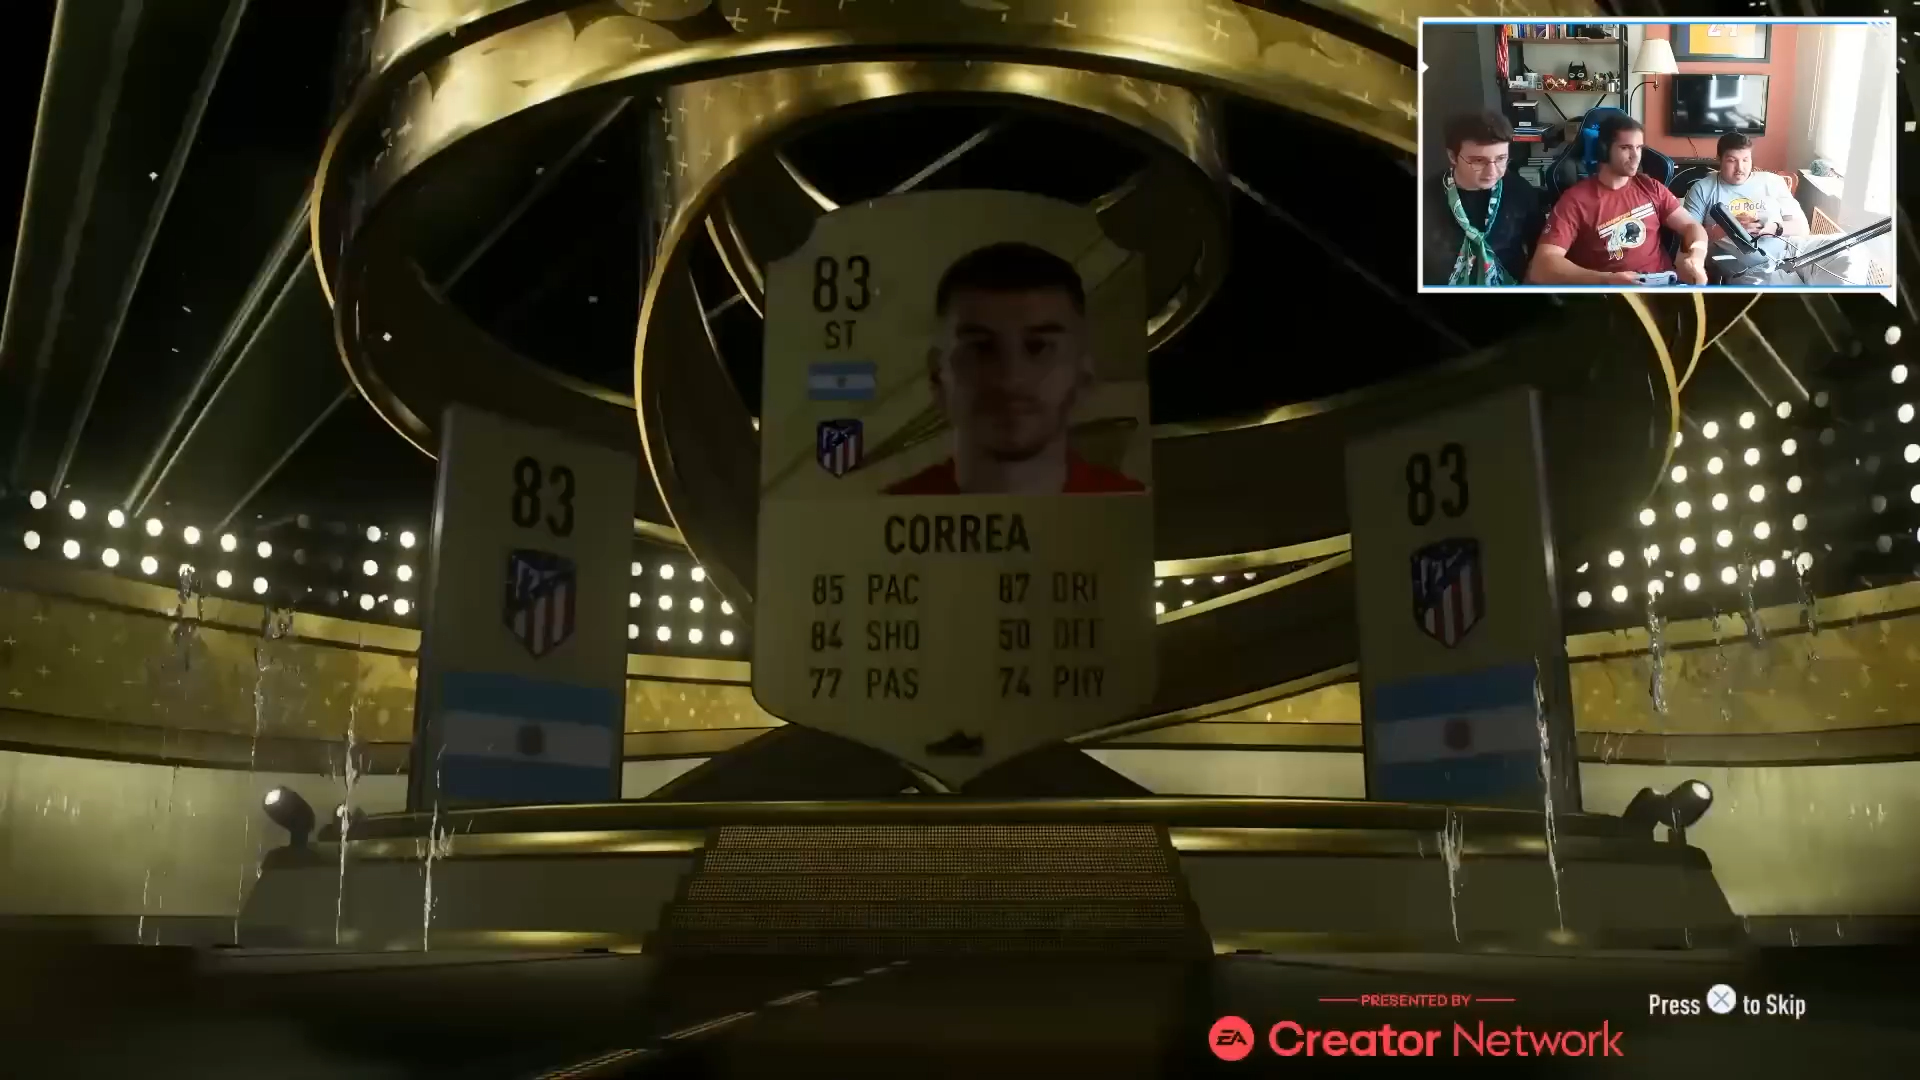 83
ST
CORREA
85 PAC 87 DRI
84 SHO 50 DEF
77 PAS 74 PHY
83
83
PRESENTED BY
EA Creator Network
Press X to Skip